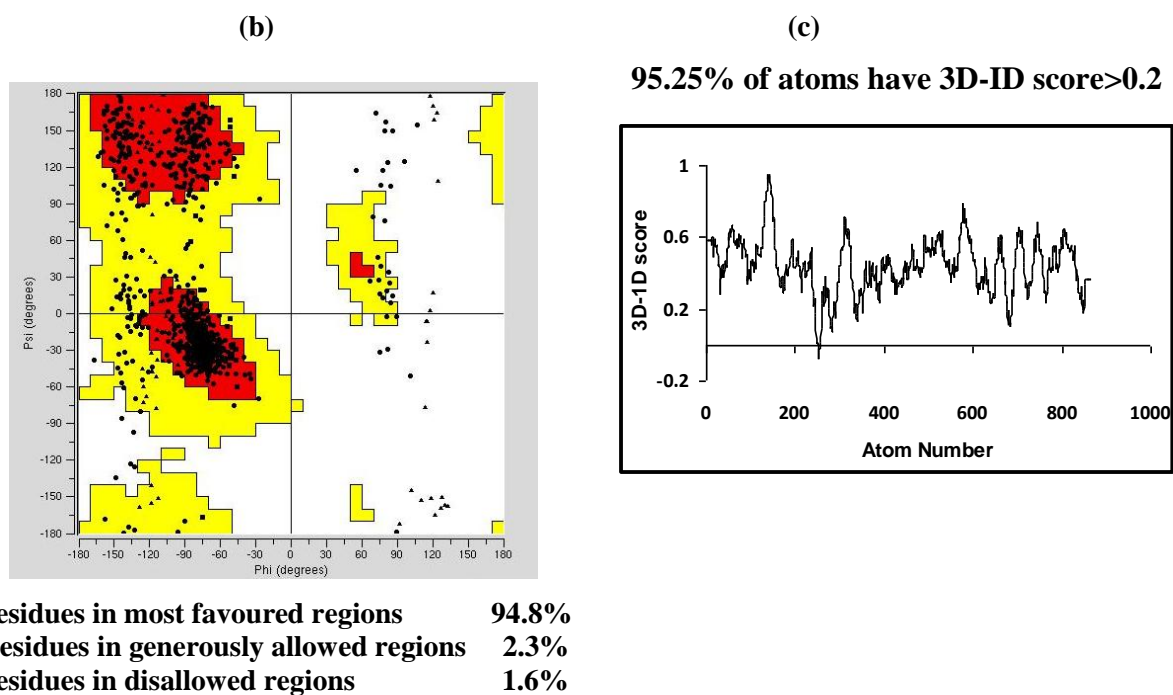 (b)
180
150
120
90
60
30
0
-30
-60
-90
-120
-150
-180
Psi (degrees)
-180 -150 -120 -90 -60 -30 0 30 60 90 120 150 180
Phi (degrees)
esidues in most favoured regions 94.8%
esidues in generously allowed regions 2.3%
esidues in disallowed regions 1.6%
(c)
95.25% of atoms have 3D-ID score>0.2
1
0.6
0.2
-0.2
3D-1D score
0 200 400 600 800 1000
Atom Number